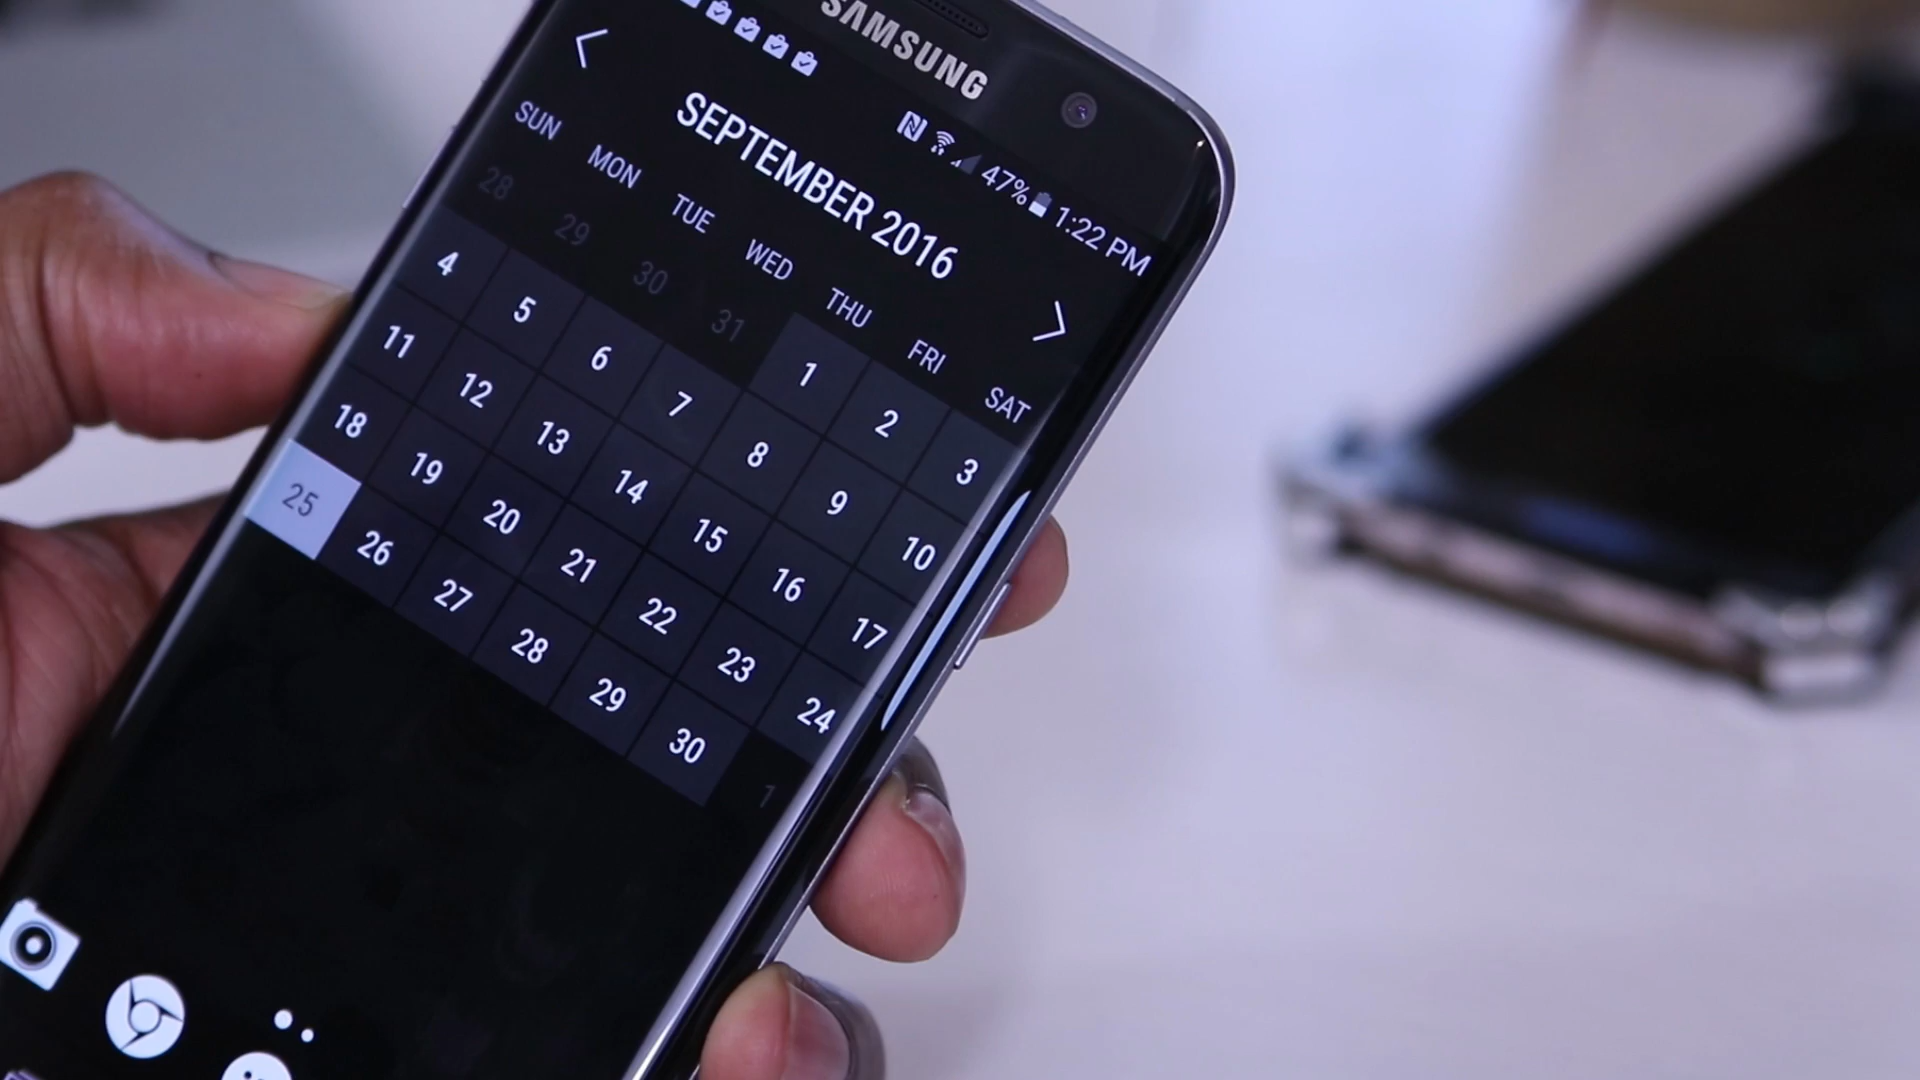 SAMSUNG
47% 1:22 PM
SEPTEMBER 2016
SUN MON TUE WED THU FRI SAT
28 29 30 31 1 2 3
4 5 6 7 8 9 10
11 12 13 14 15 16 17
18 19 20 21 22 23 24
25 26 27 28 29 30 1